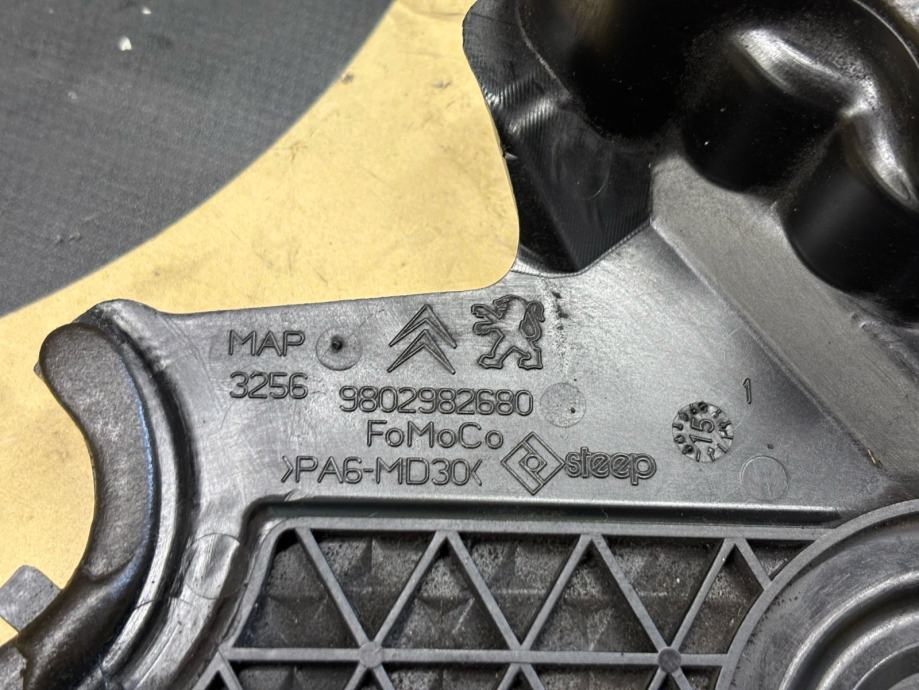 MAP
3256 9802982680
FoMoCo
>PA6-MD30< steep
15
1